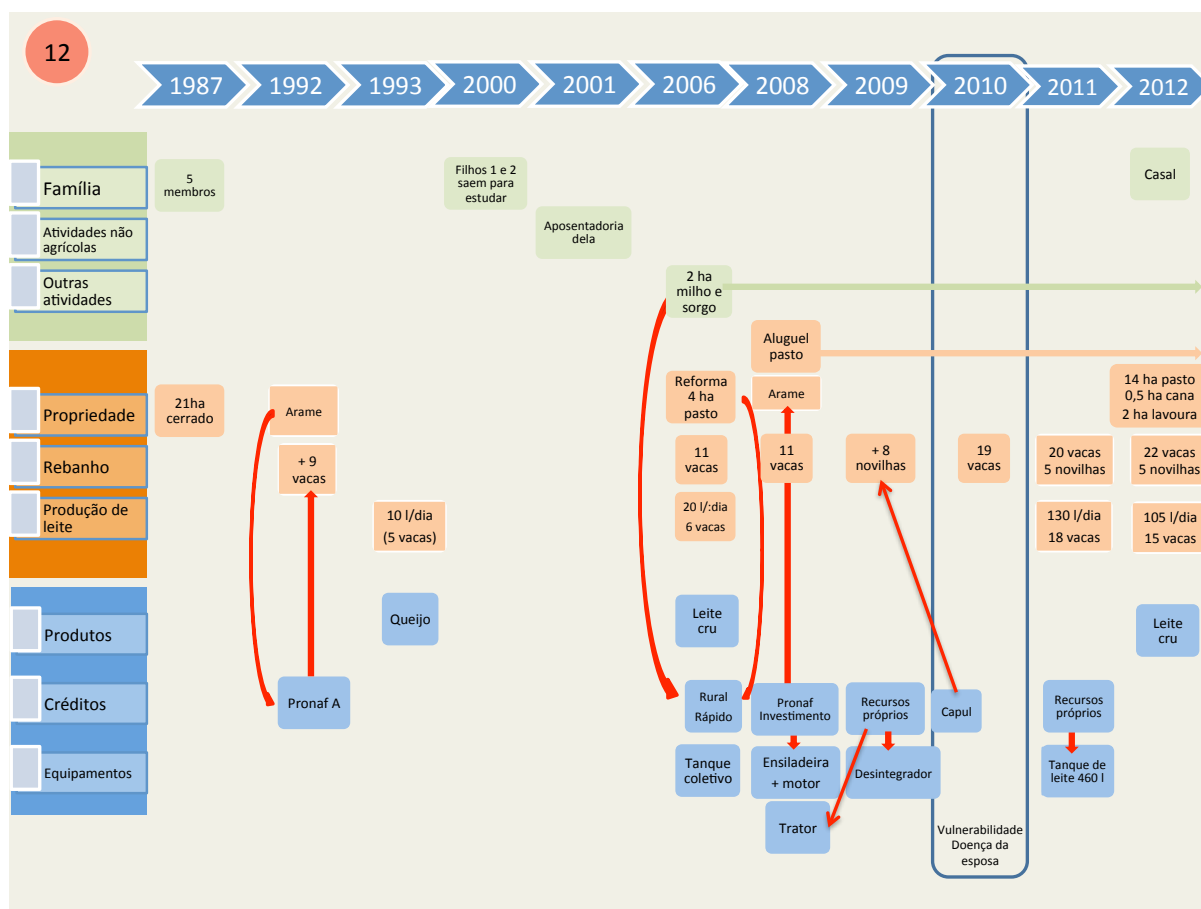 12
1987
1992
1993
2000
2001
2006
2008
2009
2010
2011
2012
Família
5
membros
Filhos 1 e 2
saem para
estudar
Casal
Atividades não
agrícolas
Aposentadoria
dela
Outras
atividades
2 ha
milho e
sorgo
Aluguel
pasto
Propriedade
21ha
cerrado
Arame
Reforma
4 ha
pasto
Arame
14 ha pasto
0,5 ha cana
2 ha lavoura
Rebanho
+ 9
vacas
11
vacas
11
vacas
+ 8
novilhas
19
vacas
20 vacas
5 novilhas
22 vacas
5 novilhas
Produção de
leite
10 l/dia
(5 vacas)
20 l/:dia
6 vacas
130 l/dia
18 vacas
105 l/dia
15 vacas
Produtos
Queijo
Leite
cru
Leite
cru
Créditos
Pronaf A
Rural
Rápido
Pronaf
Investimento
Recursos
próprios
Capul
Recursos
próprios
Equipamentos
Tanque
coletivo
Ensiladeira
+ motor
Desintegrador
Tanque de
leite 460 l
Trator
Vulnerabilidade
Doença da
esposa